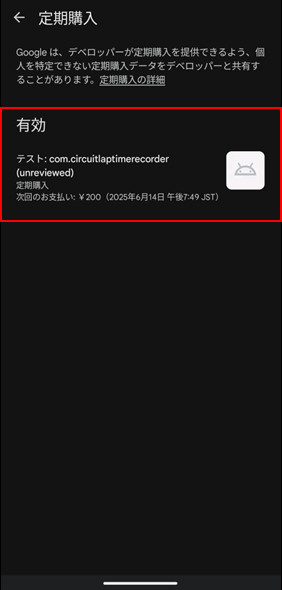 定期購入
Google は、デベロッパーが定期購入を提供できるよう、個
人を特定できない定期購入データをデベロッパーと共有す
ることがあります。定期購入の詳細
有効
テスト: com.circuitlaptimerecorder
(unreviewed)
定期購入
次回のお支払い: ￥200（2025年6月14日 午後7:49 JST）